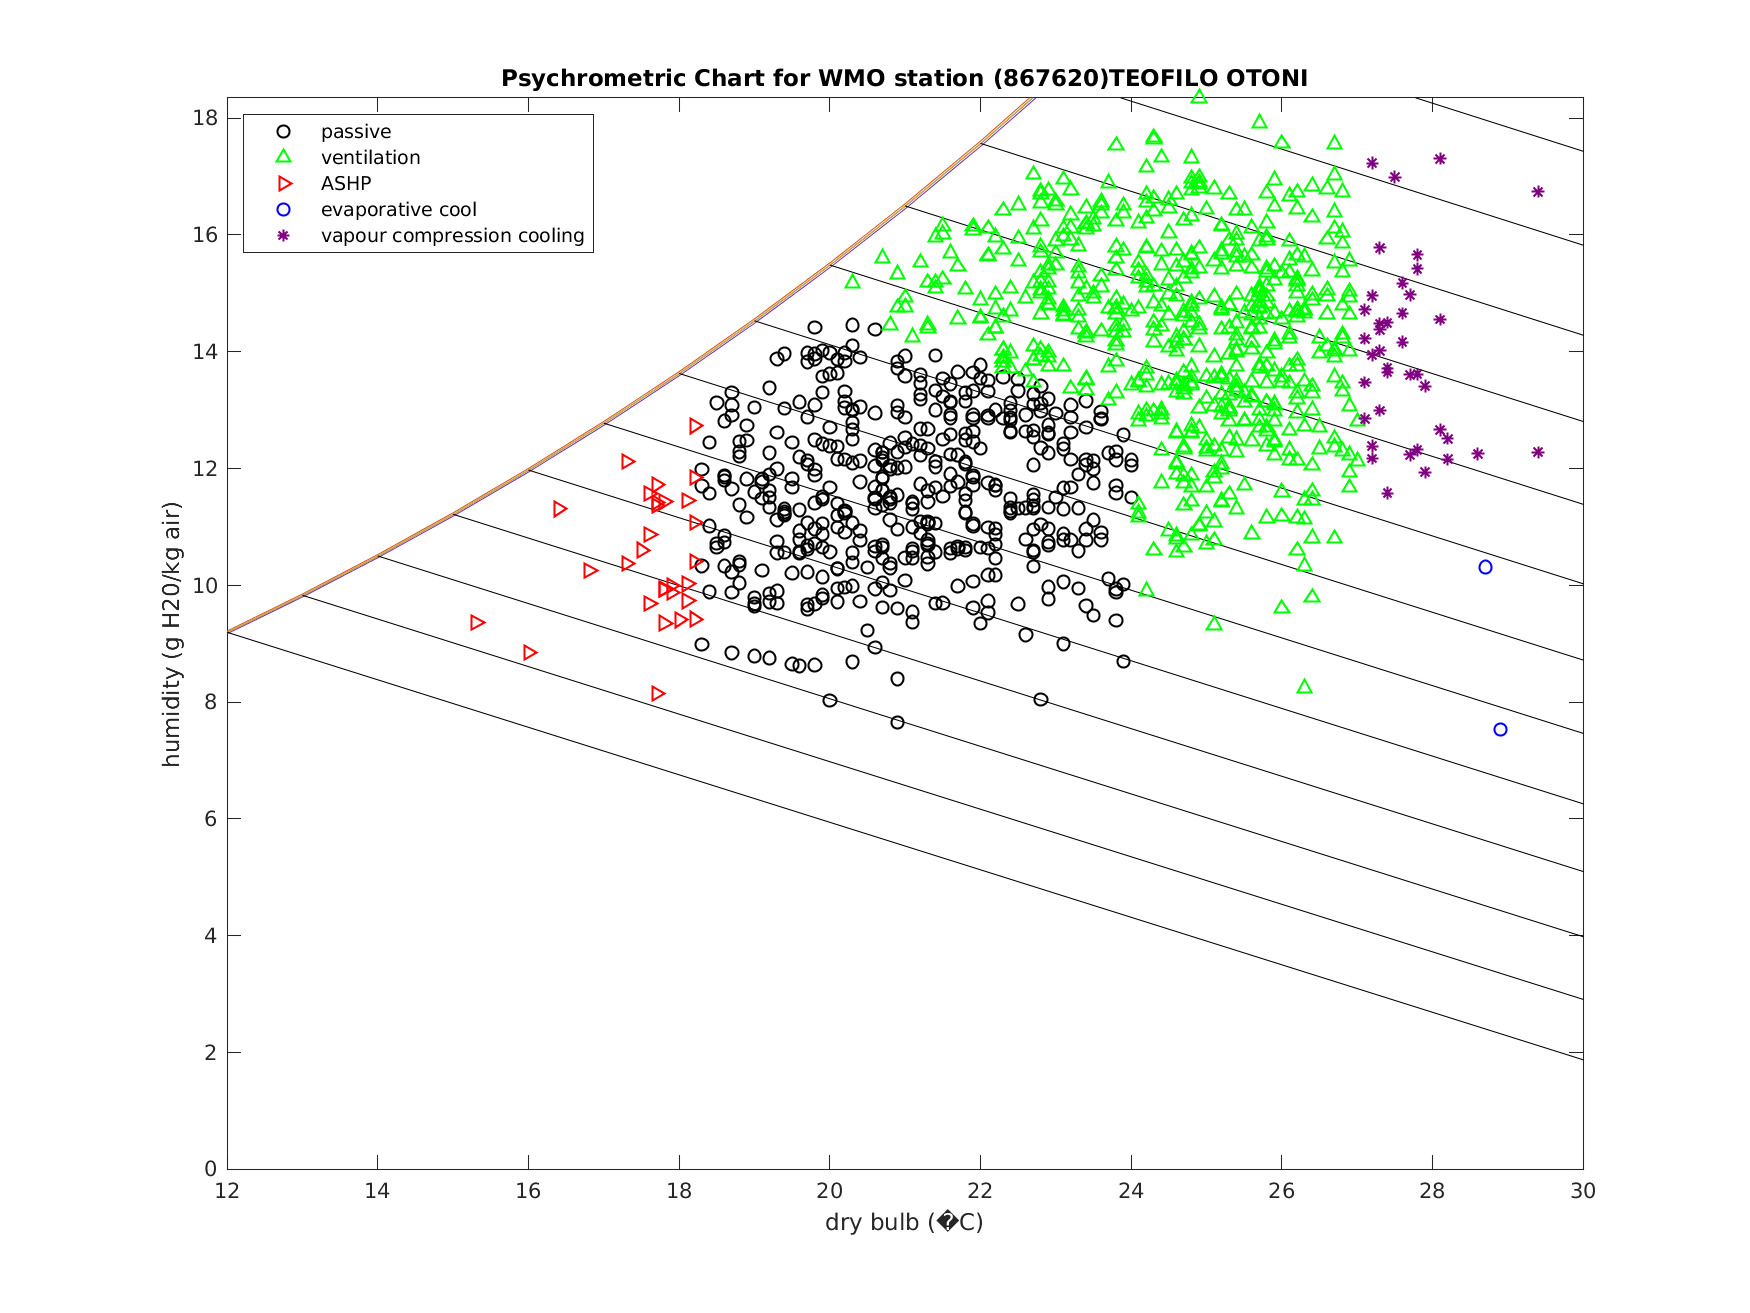 Psychrometric Chart for WMO station (867620)TEOFILO OTONI
passive
ventilation
ASHP
evaporative cool
vapour compression cooling
humidity (g H20/kg air)
18
16
14
12
10
8
6
4
2
0
12 14 16 18 20 22 24 26 28 30
dry bulb (�C)